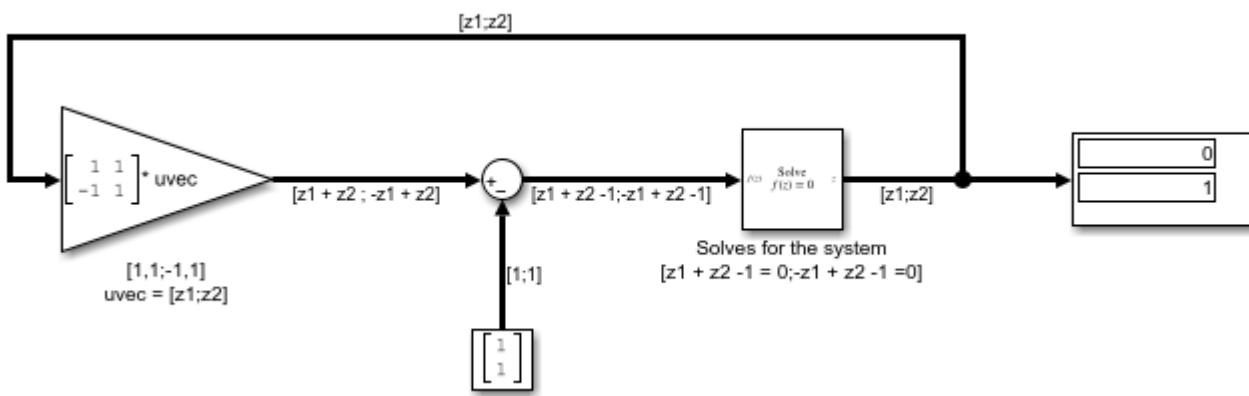 [z1;z2]
1 1
-1 1
* uvec
[z1 + z2 ; -z1 + z2]
[z1 + z2 -1;-z1 + z2 -1]
f(z) Solve z
f(z) = 0
[z1;z2]
0
1
[1,1;-1,1]
uvec = [z1;z2]
[1;1]
Solves for the system
[z1 + z2 -1 = 0;-z1 + z2 -1 =0]
1
1